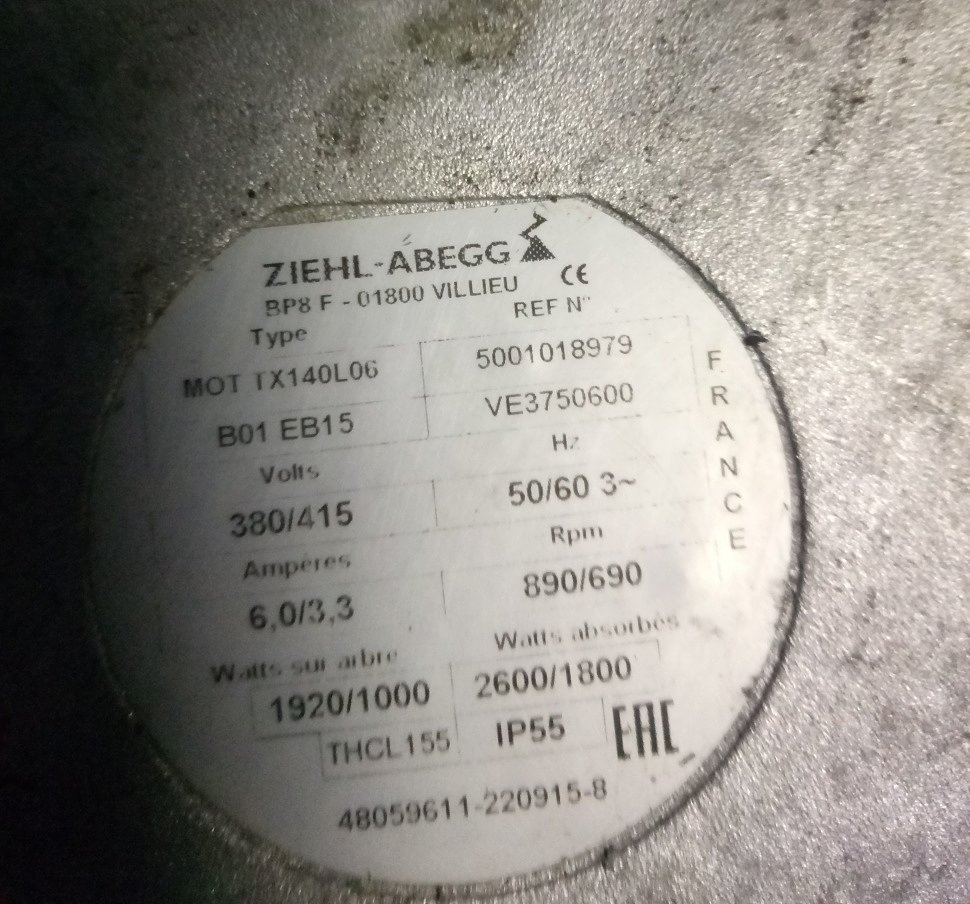 ZIEHL-ABEGG
CE
BP8 F - 01800 VILLIEU
Type
REF N°
MOT TX140L06
5001018979
B01 EB15
VE3750600
Volts
Hz
380/415
50/60 3~
Ampères
Rpm
6,0/3,3
890/690
Watts sur arbre
Watts absorbés
1920/1000
2600/1800
THCL155
IP55
EAC
48059611-220915-8
FRANCE